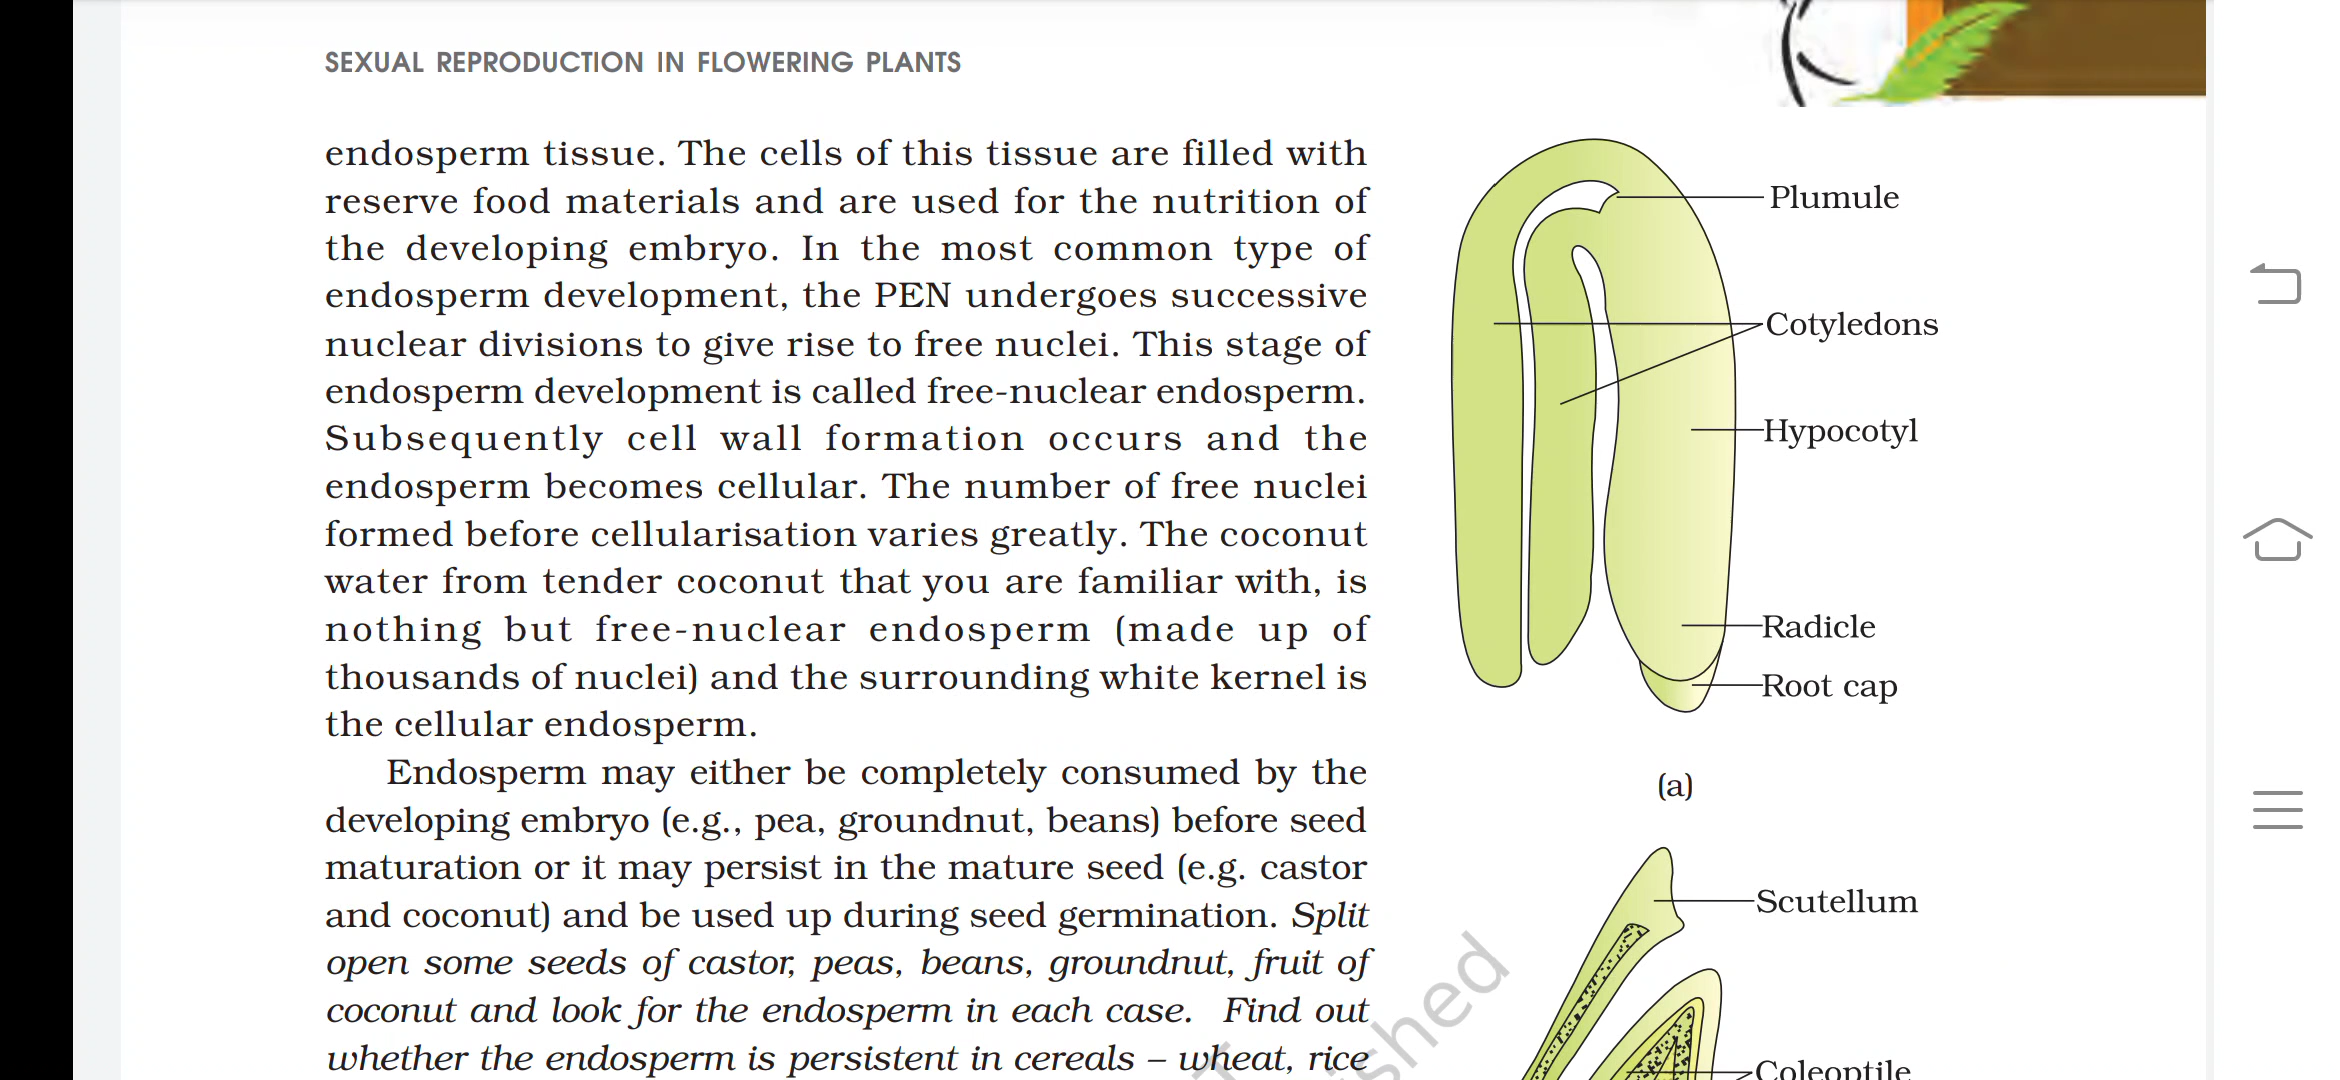 SEXUAL REPRODUCTION IN FLOWERING PLANTS
endosperm tissue. The cells of this tissue are filled with
reserve food materials and are used for the nutrition of
the developing embryo. In the most common type of
endosperm development, the PEN undergoes successive
nuclear divisions to give rise to free nuclei. This stage of
endosperm development is called free-nuclear endosperm.
Subsequently cell wall formation occurs and the
endosperm becomes cellular. The number of free nuclei
formed before cellularisation varies greatly. The coconut
water from tender coconut that you are familiar with, is
nothing but free-nuclear endosperm (made up of
thousands of nuclei) and the surrounding white kernel is
the cellular endosperm.
Endosperm may either be completely consumed by the
developing embryo (e.g., pea, groundnut, beans) before seed
maturation or it may persist in the mature seed (e.g. castor
and coconut) and be used up during seed germination. Split
open some seeds of castor, peas, beans, groundnut, fruit of
coconut and look for the endosperm in each case. Find out
whether the endosperm is persistent in cereals – wheat, rice
Plumule
Cotyledons
Hypocotyl
Radicle
Root cap
(a)
Scutellum
Coleoptile
shed